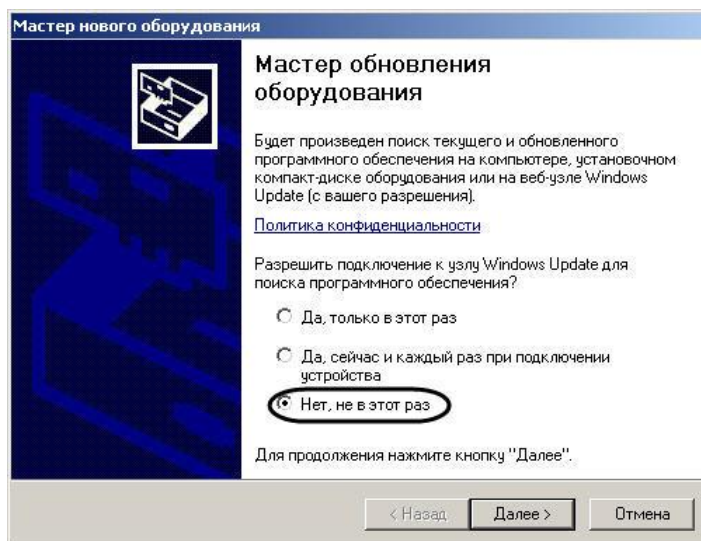 Мастер нового оборудования
Мастер обновления
оборудования
Будет произведен поиск текущего и обновленного
программного обеспечения на компьютере, установочном
компакт-диске оборудования или на веб-узле Windows
Update (с вашего разрешения).
Политика конфиденциальности
Разрешить подключение к узлу Windows Update для
поиска программного обеспечения?
Да, только в этот раз
Да, сейчас и каждый раз при подключении
устройства
Нет, не в этот раз
Для продолжения нажмите кнопку "Далее".
< Назад
Далее >
Отмена